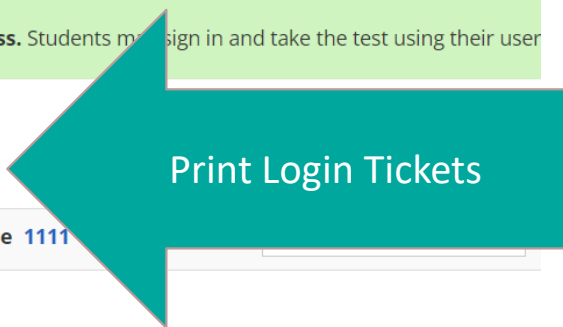 ss. Students m sign in and take the test using their user
Print Login Tickets
e 1111